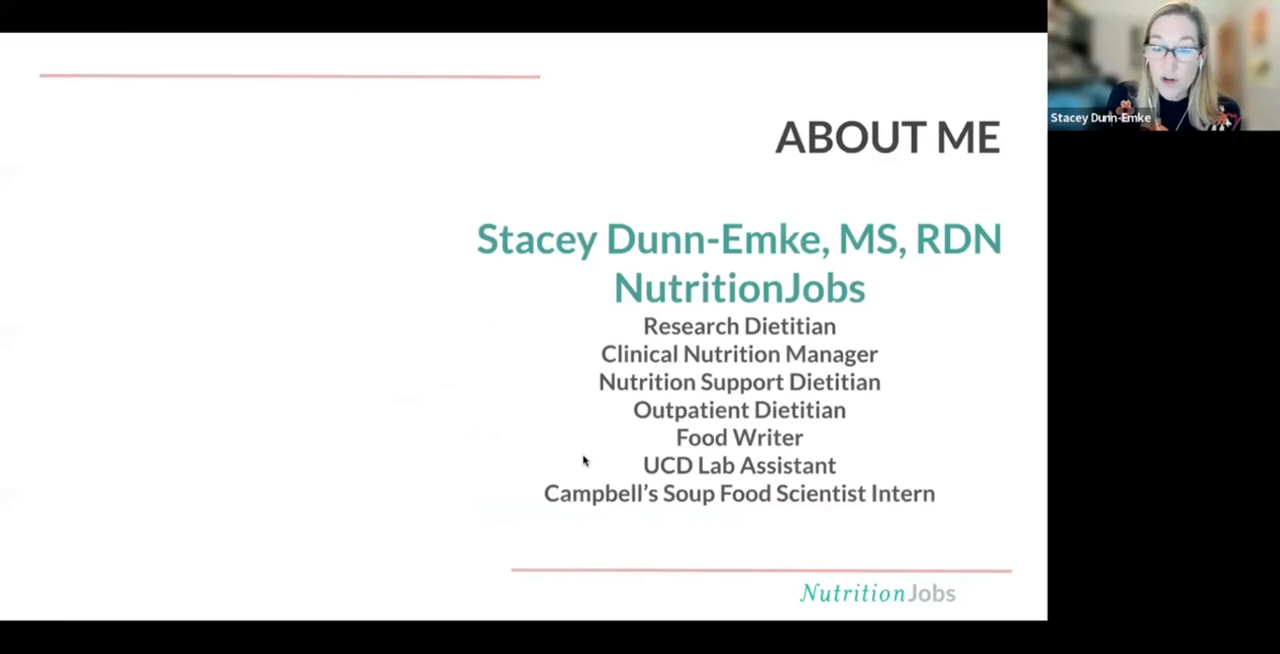 Stacey Dunn-Emke
ABOUT ME
Stacey Dunn-Emke, MS, RDN
NutritionJobs
Research Dietitian
Clinical Nutrition Manager
Nutrition Support Dietitian
Outpatient Dietitian
Food Writer
UCD Lab Assistant
Campbell’s Soup Food Scientist Intern
NutritionJobs